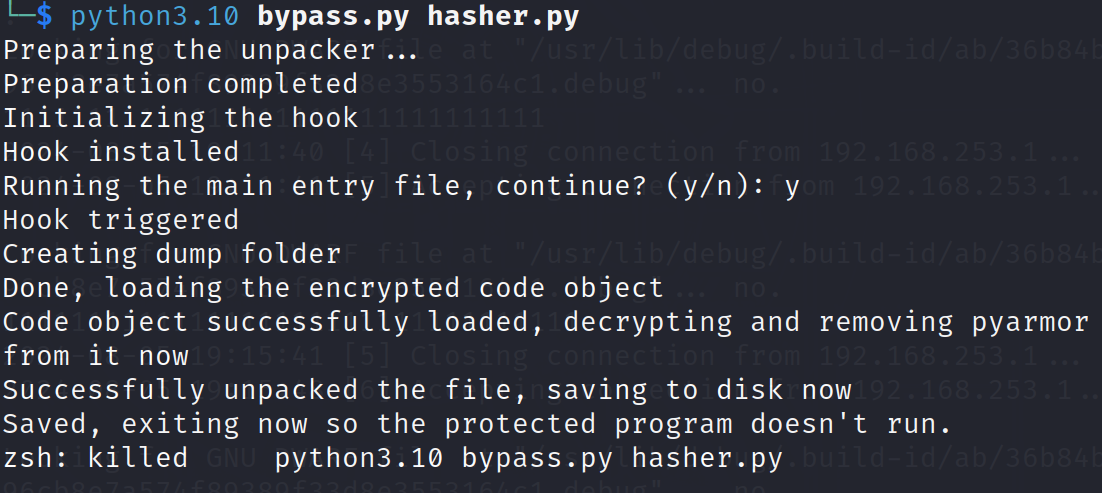 └─$ python3.10 bypass.py hasher.py
Preparing the unpacker...
Preparation completed
Initializing the hook
Hook installed
Running the main entry file, continue? (y/n): y
Hook triggered
Creating dump folder
Done, loading the encrypted code object
Code object successfully loaded, decrypting and removing pyarmor
from it now
Successfully unpacked the file, saving to disk now
Saved, exiting now so the protected program doesn't run.
zsh: killed     python3.10 bypass.py hasher.py